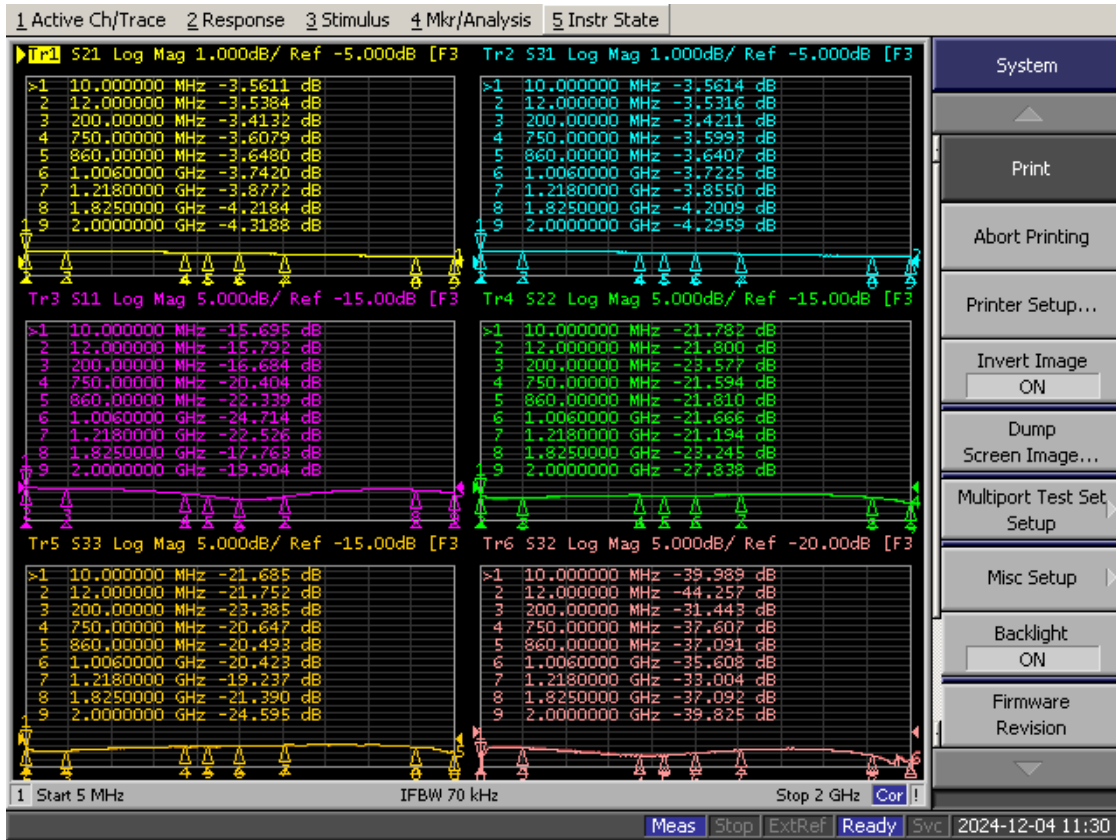 1 Active Ch/Trace 2 Response 3 Stimulus 4 Mkr/Analysis 5 Instr State
Tr1 S21 Log Mag 1.000dB/ Ref -5.000dB [F3
>1 10.000000 MHz -3.5611 dB
2 12.000000 MHz -3.5384 dB
3 200.00000 MHz -3.4132 dB
4 750.00000 MHz -3.6079 dB
5 860.00000 MHz -3.6480 dB
6 1.0060000 GHz -3.7420 dB
7 1.2180000 GHz -3.8772 dB
8 1.8250000 GHz -4.2184 dB
9 2.0000000 GHz -4.3188 dB
Tr2 S31 Log Mag 1.000dB/ Ref -5.000dB [F3
>1 10.000000 MHz -3.5614 dB
2 12.000000 MHz -3.5316 dB
3 200.00000 MHz -3.4211 dB
4 750.00000 MHz -3.5993 dB
5 860.00000 MHz -3.6407 dB
6 1.0060000 GHz -3.7225 dB
7 1.2180000 GHz -3.8550 dB
8 1.8250000 GHz -4.2009 dB
9 2.0000000 GHz -4.2959 dB
Tr3 S11 Log Mag 5.000dB/ Ref -15.00dB [F3
>1 10.000000 MHz -15.695 dB
2 12.000000 MHz -15.792 dB
3 200.00000 MHz -16.684 dB
4 750.00000 MHz -20.404 dB
5 860.00000 MHz -22.339 dB
6 1.0060000 GHz -24.714 dB
7 1.2180000 GHz -22.526 dB
8 1.8250000 GHz -17.763 dB
9 2.0000000 GHz -19.904 dB
Tr4 S22 Log Mag 5.000dB/ Ref -15.00dB [F3
>1 10.000000 MHz -21.782 dB
2 12.000000 MHz -21.800 dB
3 200.00000 MHz -23.577 dB
4 750.00000 MHz -21.594 dB
5 860.00000 MHz -21.810 dB
6 1.0060000 GHz -21.666 dB
7 1.2180000 GHz -21.194 dB
8 1.8250000 GHz -23.245 dB
9 2.0000000 GHz -27.838 dB
Tr5 S33 Log Mag 5.000dB/ Ref -15.00dB [F3
>1 10.000000 MHz -21.685 dB
2 12.000000 MHz -21.752 dB
3 200.00000 MHz -23.385 dB
4 750.00000 MHz -20.647 dB
5 860.00000 MHz -20.493 dB
6 1.0060000 GHz -20.423 dB
7 1.2180000 GHz -19.237 dB
8 1.8250000 GHz -21.390 dB
9 2.0000000 GHz -24.595 dB
Tr6 S32 Log Mag 5.000dB/ Ref -20.00dB [F3
>1 10.000000 MHz -39.989 dB
2 12.000000 MHz -44.257 dB
3 200.00000 MHz -31.443 dB
4 750.00000 MHz -37.607 dB
5 860.00000 MHz -37.091 dB
6 1.0060000 GHz -35.608 dB
7 1.2180000 GHz -33.004 dB
8 1.8250000 GHz -37.092 dB
9 2.0000000 GHz -39.825 dB
1 Start 5 MHz IFBW 70 kHz Stop 2 GHz Cor !
System
Print
Abort Printing
Printer Setup...
Invert Image
ON
Dump
Screen Image...
Multiport Test Set
Setup
Misc Setup
Backlight
ON
Firmware
Revision
Meas Stop ExtRef Ready Svc 2024-12-04 11:30